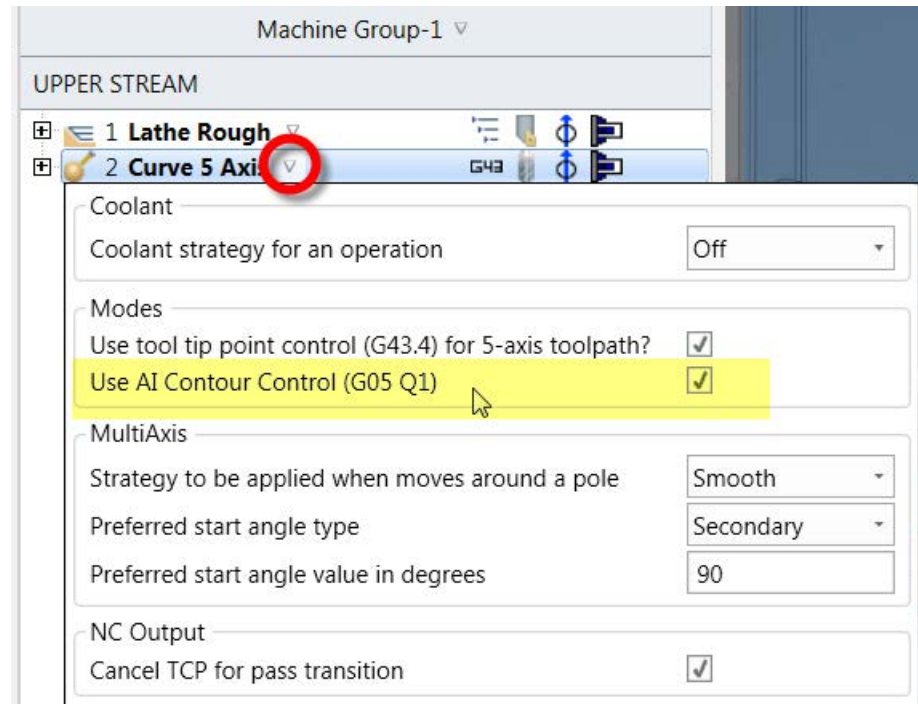 Machine Group-1
UPPER STREAM
1 Lathe Rough
2 Curve 5 Axis G43
Coolant
Coolant strategy for an operation Off
Modes
Use tool tip point control (G43.4) for 5-axis toolpath?
Use AI Contour Control (G05 Q1)
MultiAxis
Strategy to be applied when moves around a pole Smooth
Preferred start angle type Secondary
Preferred start angle value in degrees 90
NC Output
Cancel TCP for pass transition